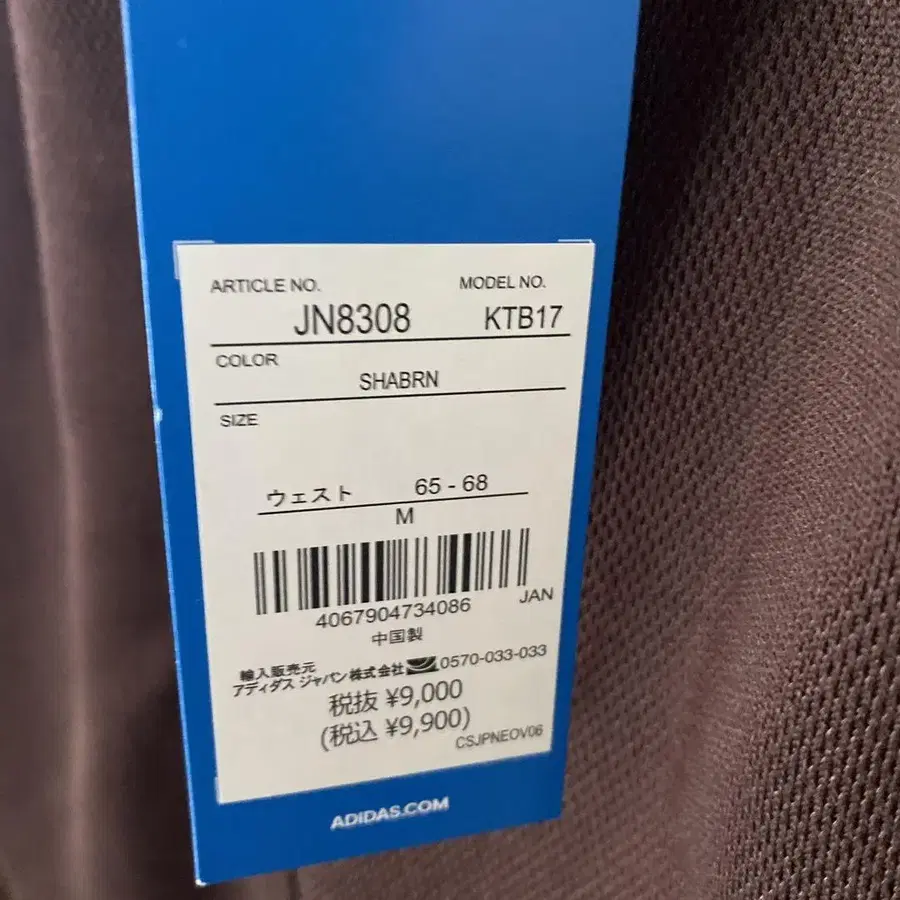 ARTICLE NO. MODEL NO.
JN8308 KTB17
COLOR
SHABRN
SIZE
ウェスト 65 - 68
M
4067904734086 JAN
中国製
輸入販売元
アディダス ジャパン株式会社 0570-033-033
税抜 ¥9,000
(税込 ¥9,900)
CSJPNEOV06
ADIDAS.COM